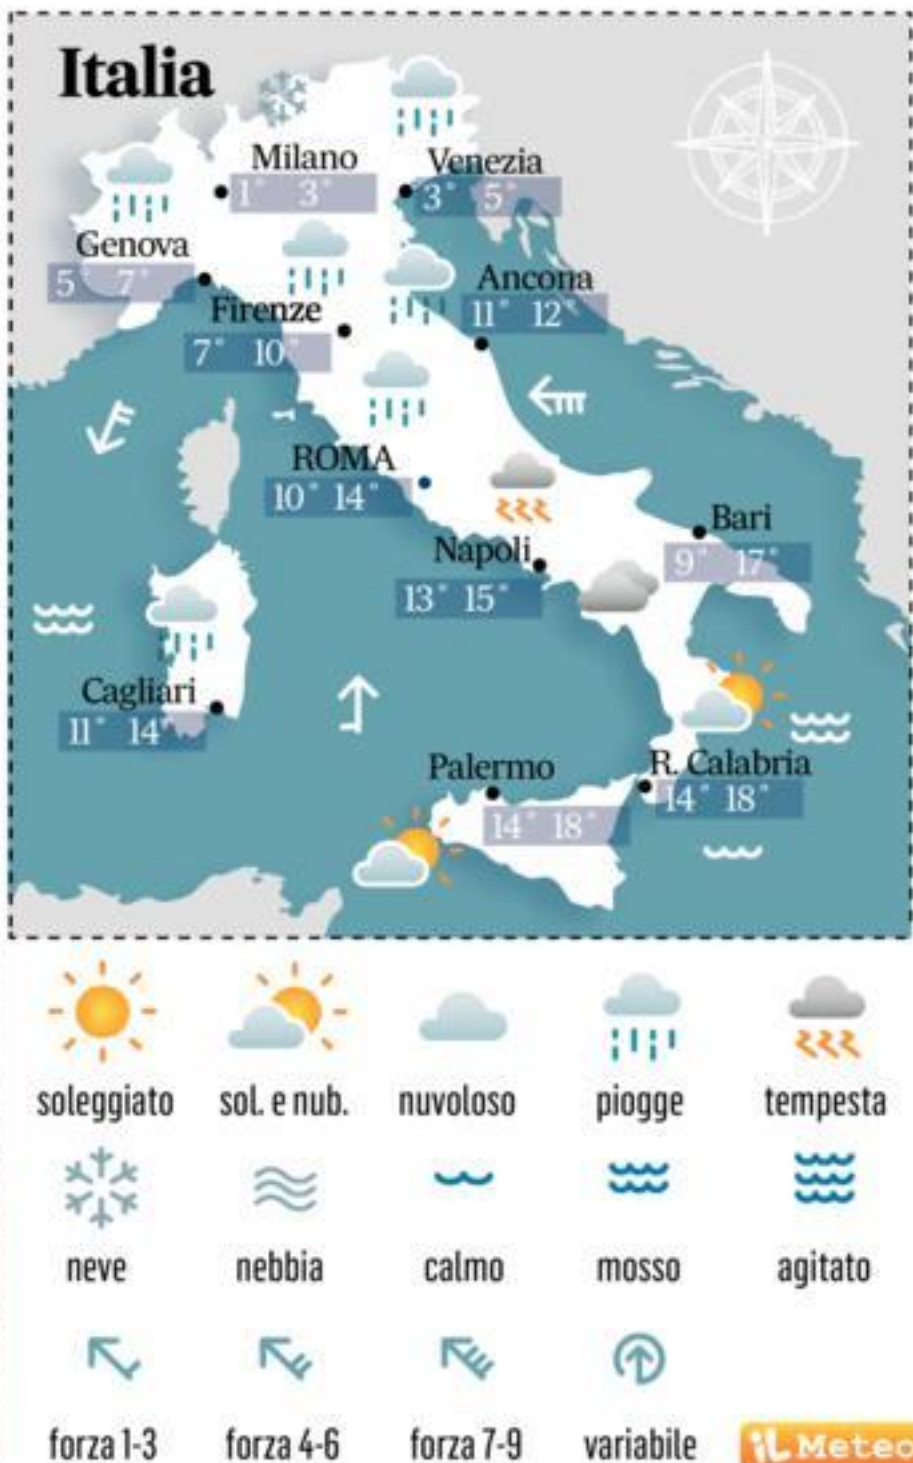 Italia
Milano
1° 3°
Venezia
3° 5°
Genova
5° 7°
Ancona
11° 12°
Firenze
7° 10°
ROMA
10° 14°
Bari
9° 17°
Napoli
13° 15°
Cagliari
11° 14°
Palermo
14° 18°
R. Calabria
14° 18°
soleggiato sol. e nub. nuvoloso piogge tempesta
neve nebbia calmo mosso agitato
forza 1-3 forza 4-6 forza 7-9 variabile
iL Meteo